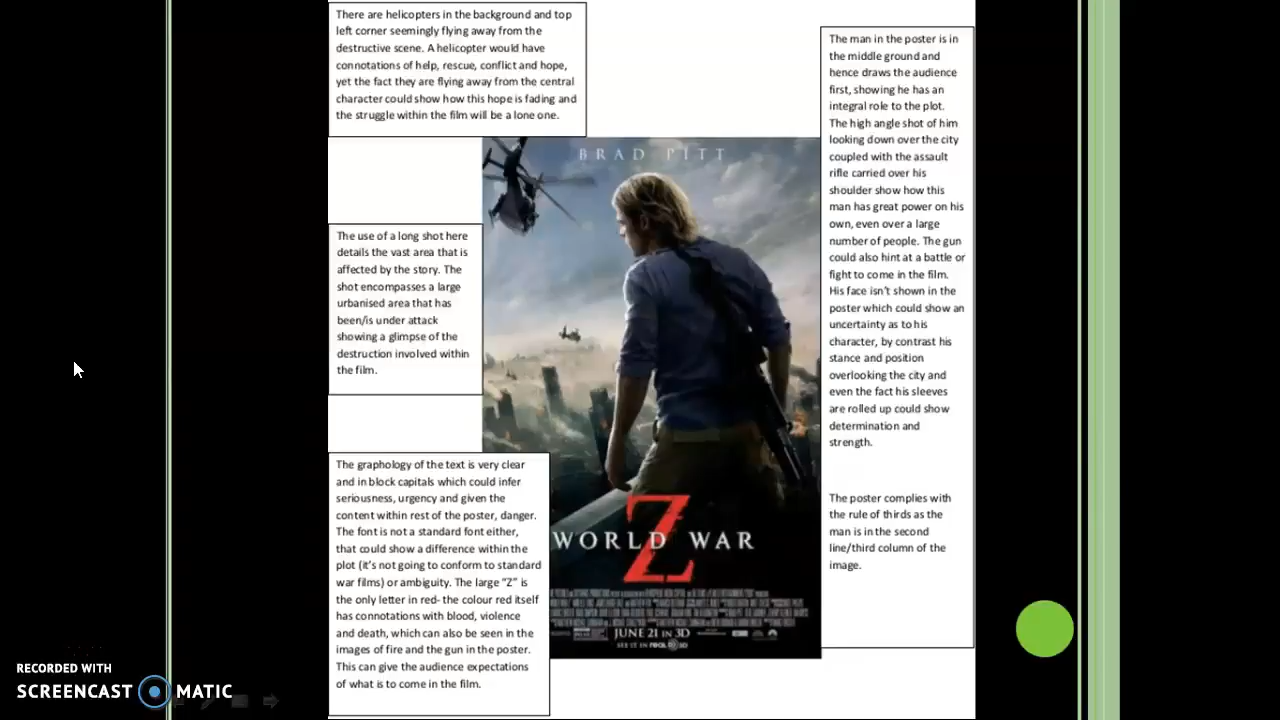 There are helicopters in the background and top
left corner seemingly flying away from the
destructive scene. A helicopter would have
connotations of help, rescue, conflict and hope,
yet the fact they are flying away from the central
character could show how this hope is fading and
the struggle within the film will be a lone one.
The use of a long shot here
details the vast area that is
affected by the story. The
shot encompasses a large
urbanised area that has
been/is under attack
showing a glimpse of the
destruction involved within
the film.
The graphology of the text is very clear
and in block capitals which could infer
seriousness, urgency and given the
content within rest of the poster, danger.
The font is not a standard font either,
that could show a difference within the
plot (it's not going to conform to standard
war films) or ambiguity. The large "Z" is
the only letter in red- the colour red itself
has connotations with blood, violence
and death, which can also be seen in the
images of fire and the gun in the poster.
This can give the audience expectations
of what is to come in the film.
BRAD PITT
WORLD WAR
Z
JUNE 21 IN 3D
The man in the poster is in
the middle ground and
hence draws the audience
first, showing he has an
integral role to the plot.
The high angle shot of him
looking down over the city
coupled with the assault
rifle carried over his
shoulder show how this
man has great power on his
own, even over a large
number of people. The gun
could also hint at a battle or
fight to come in the film.
His face isn't shown in the
poster which could show an
uncertainty as to his
character, by contrast his
stance and position
overlooking the city and
even the fact his sleeves
are rolled up could show
determination and
strength.
The poster complies with
the rule of thirds as the
man is in the second
line/third column of the
image.
RECORDED WITH
SCREENCAST MATIC